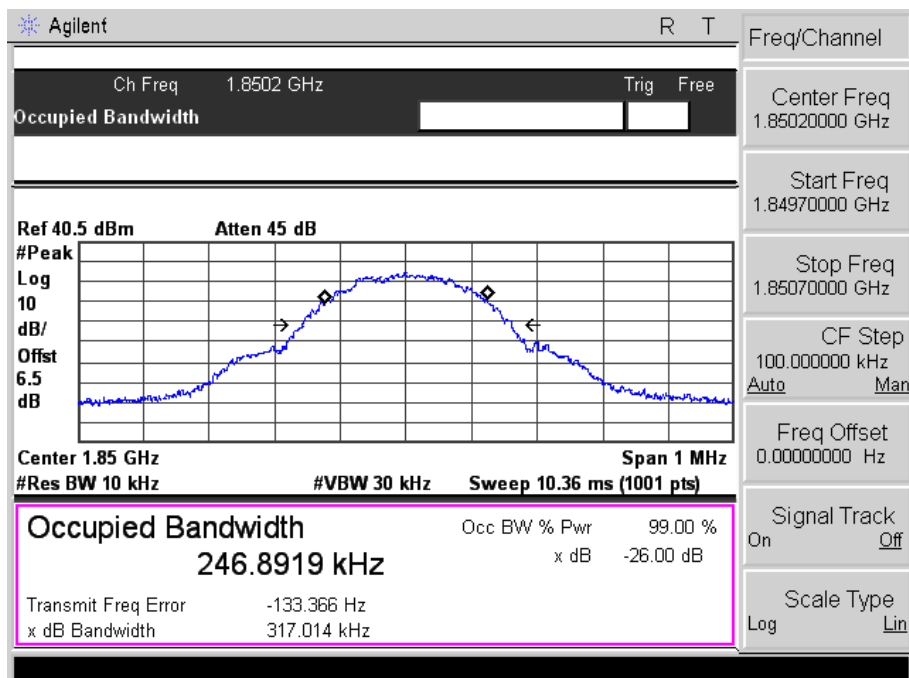 Agilent R T
Ch Freq 1.8502 GHz Trig Free
Occupied Bandwidth
Ref 40.5 dBm Atten 45 dB
#Peak
Log
10
dB/
Offst
6.5
dB
Center 1.85 GHz Span 1 MHz
#Res BW 10 kHz #VBW 30 kHz Sweep 10.36 ms (1001 pts)
Occupied Bandwidth
246.8919 kHz
Occ BW % Pwr 99.00 %
x dB -26.00 dB
Transmit Freq Error -133.366 Hz
x dB Bandwidth 317.014 kHz
Freq/Channel
Center Freq
1.85020000 GHz
Start Freq
1.84970000 GHz
Stop Freq
1.85070000 GHz
CF Step
100.000000 kHz
Auto Man
Freq Offset
0.00000000 Hz
Signal Track
On Off
Scale Type
Log Lin